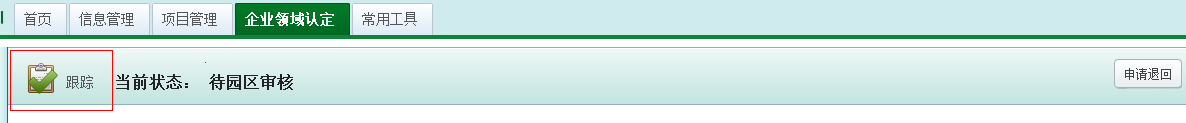 首页 信息管理 项目管理 企业领域认定 常用工具
跟踪 当前状态： 待园区审核 申请退回